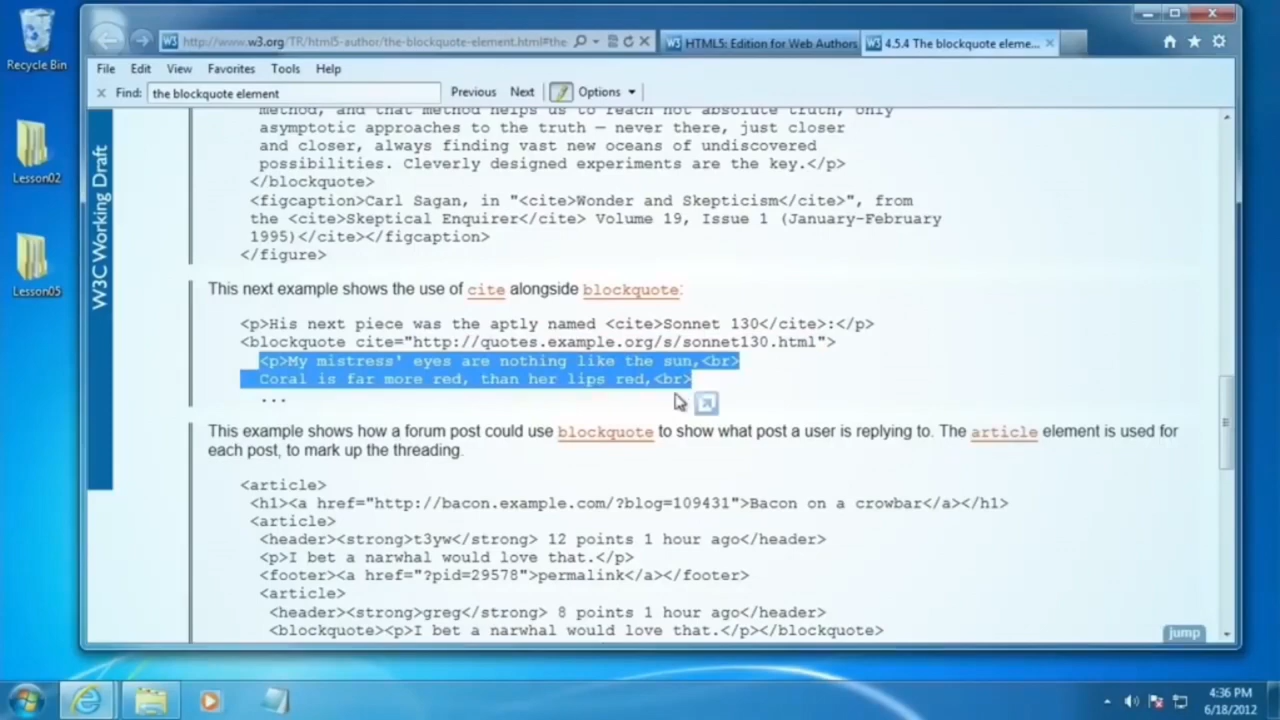 Recycle Bin
Lesson02
Lesson05
http://www.w3.org/TR/html5-author/the-blockquote-element.html#the
HTML5: Edition for Web Authors
4.5.4 The blockquote eleme...
File Edit View Favorites Tools Help
Find: the blockquote element Previous Next Options
W3C Working Draft
method, and that method helps us to reach not absolute truth, only
asymptotic approaches to the truth — never there, just closer
and closer, always finding vast new oceans of undiscovered
possibilities. Cleverly designed experiments are the key.</p>
</blockquote>
<figcaption>Carl Sagan, in "<cite>Wonder and Skepticism</cite>", from
the <cite>Skeptical Enquirer</cite> Volume 19, Issue 1 (January-February
1995)</cite></figcaption>
</figure>
This next example shows the use of cite alongside blockquote:
<p>His next piece was the aptly named <cite>Sonnet 130</cite>:</p>
<blockquote cite="http://quotes.example.org/s/sonnet130.html">
<p>My mistress' eyes are nothing like the sun,<br>
Coral is far more red, than her lips red,<br>
...
This example shows how a forum post could use blockquote to show what post a user is replying to. The article element is used for
each post, to mark up the threading.
<article>
<h1><a href="http://bacon.example.com/?blog=109431">Bacon on a crowbar</a></h1>
<article>
<header><strong>t3yw</strong> 12 points 1 hour ago</header>
<p>I bet a narwhal would love that.</p>
<footer><a href="?pid=29578">permalink</a></footer>
<article>
<header><strong>greg</strong> 8 points 1 hour ago</header>
<blockquote><p>I bet a narwhal would love that.</p></blockquote>
jump
4:36 PM
6/18/2012